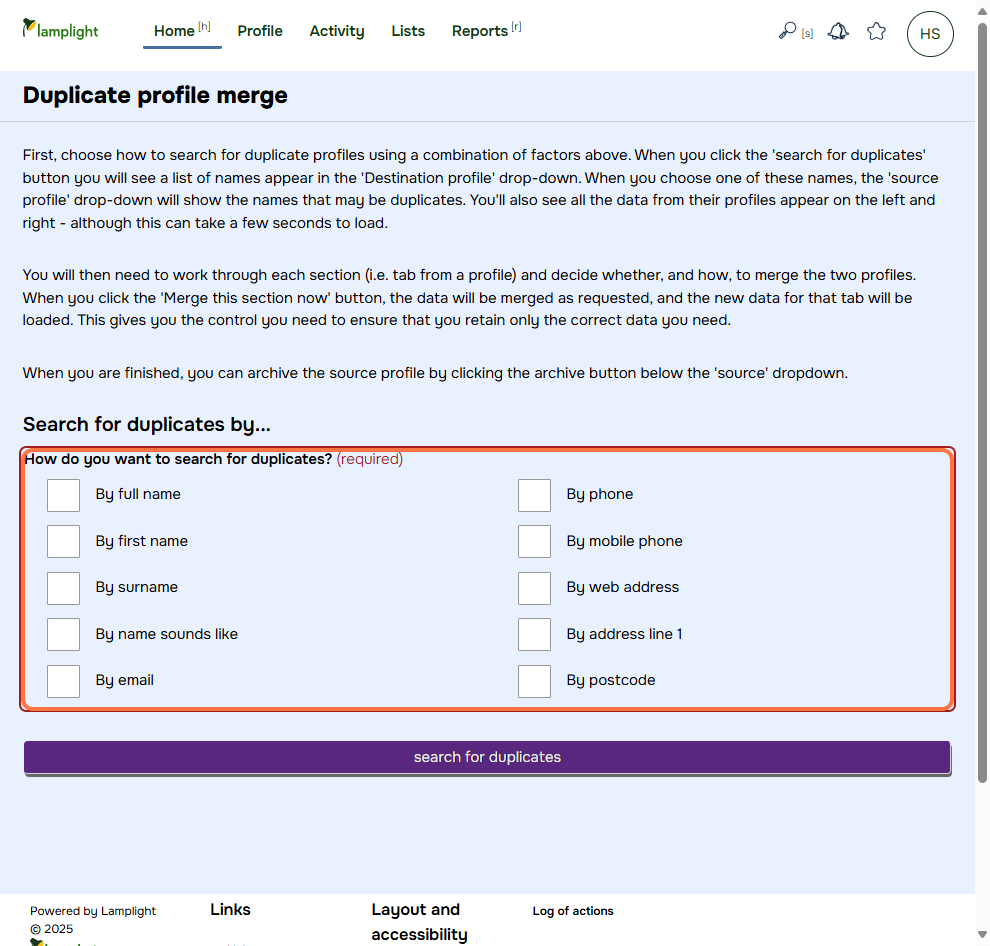 lamplight
Home [h] Profile Activity Lists Reports [r] [s] HS
Duplicate profile merge
First, choose how to search for duplicate profiles using a combination of factors above. When you click the 'search for duplicates'
button you will see a list of names appear in the 'Destination profile' drop-down. When you choose one of these names, the 'source
profile' drop-down will show the names that may be duplicates. You'll also see all the data from their profiles appear on the left and
right - although this can take a few seconds to load.
You will then need to work through each section (i.e. tab from a profile) and decide whether, and how, to merge the two profiles.
When you click the 'Merge this section now' button, the data will be merged as requested, and the new data for that tab will be
loaded. This gives you the control you need to ensure that you retain only the correct data you need.
When you are finished, you can archive the source profile by clicking the archive button below the 'source' dropdown.
Search for duplicates by...
How do you want to search for duplicates? (required)
By full name
By first name
By surname
By name sounds like
By email
By phone
By mobile phone
By web address
By address line 1
By postcode
search for duplicates
Powered by Lamplight
© 2025
Links
Layout and
accessibility
Log of actions